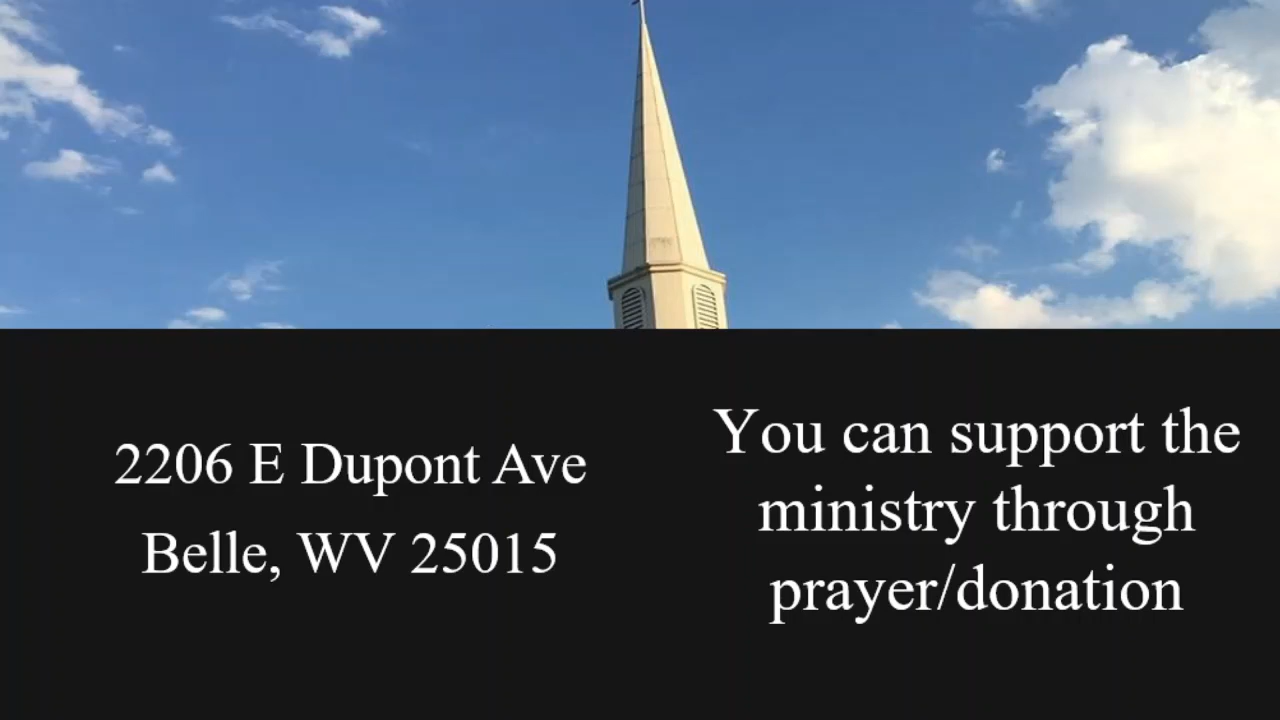 2206 E Dupont Ave
Belle, WV 25015
You can support the
ministry through
prayer/donation